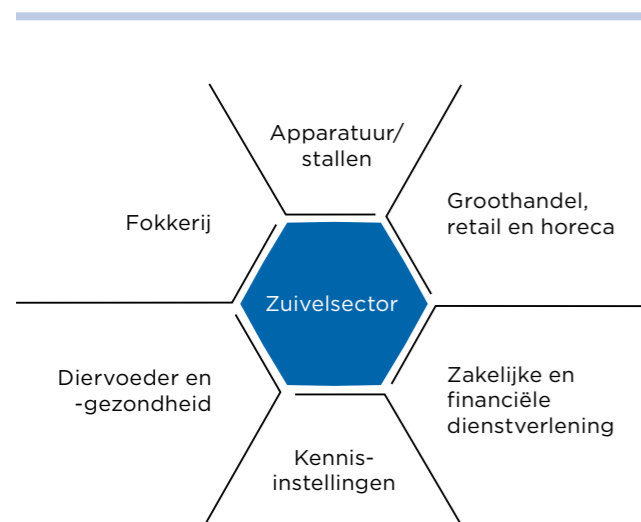 Apparatuur/
stallen
Fokkerij
Groothandel,
retail en horeca
Zuivelsector
Diervoeder en
-gezondheid
Zakelijke en
financiële
dienstverlening
Kennis-
instellingen